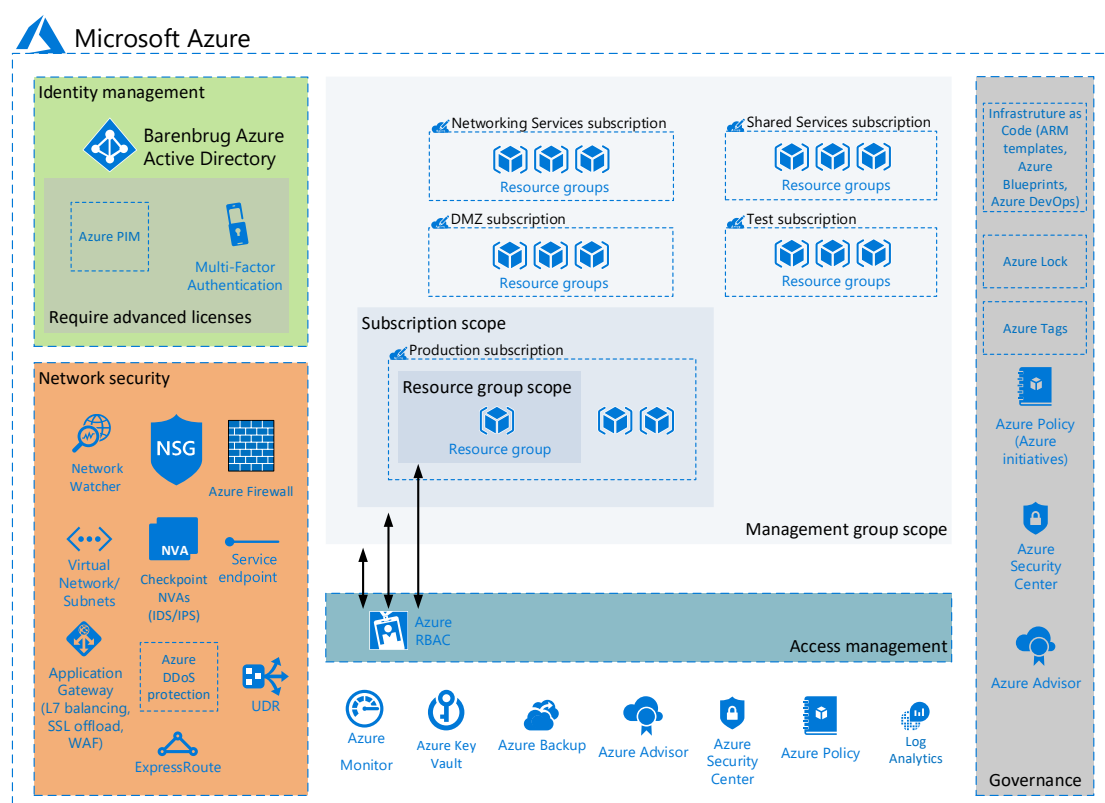 Microsoft Azure
Identity management
Barenbrug Azure
Active Directory
Azure PIM
Multi-Factor
Authentication
Require advanced licenses
Network security
Network
Watcher
NSG
Azure Firewall
Virtual
Network/
Subnets
NVA
Checkpoint
NVAs
(IDS/IPS)
Service
endpoint
Application
Gateway
(L7 balancing,
SSL offload,
WAF)
Azure
DDoS
protection
UDR
ExpressRoute
Networking Services subscription
Resource groups
Shared Services subscription
Resource groups
DMZ subscription
Resource groups
Test subscription
Resource groups
Subscription scope
Production subscription
Resource group scope
Resource group
Management group scope
Azure
RBAC
Access management
Azure
Monitor
Azure Key
Vault
Azure Backup
Azure Advisor
Azure
Security
Center
Azure Policy
Log
Analytics
Infrastruture as
Code (ARM
templates,
Azure
Blueprints,
Azure DevOps)
Azure Lock
Azure Tags
Azure Policy
(Azure
initiatives)
Azure
Security
Center
Azure Advisor
Governance